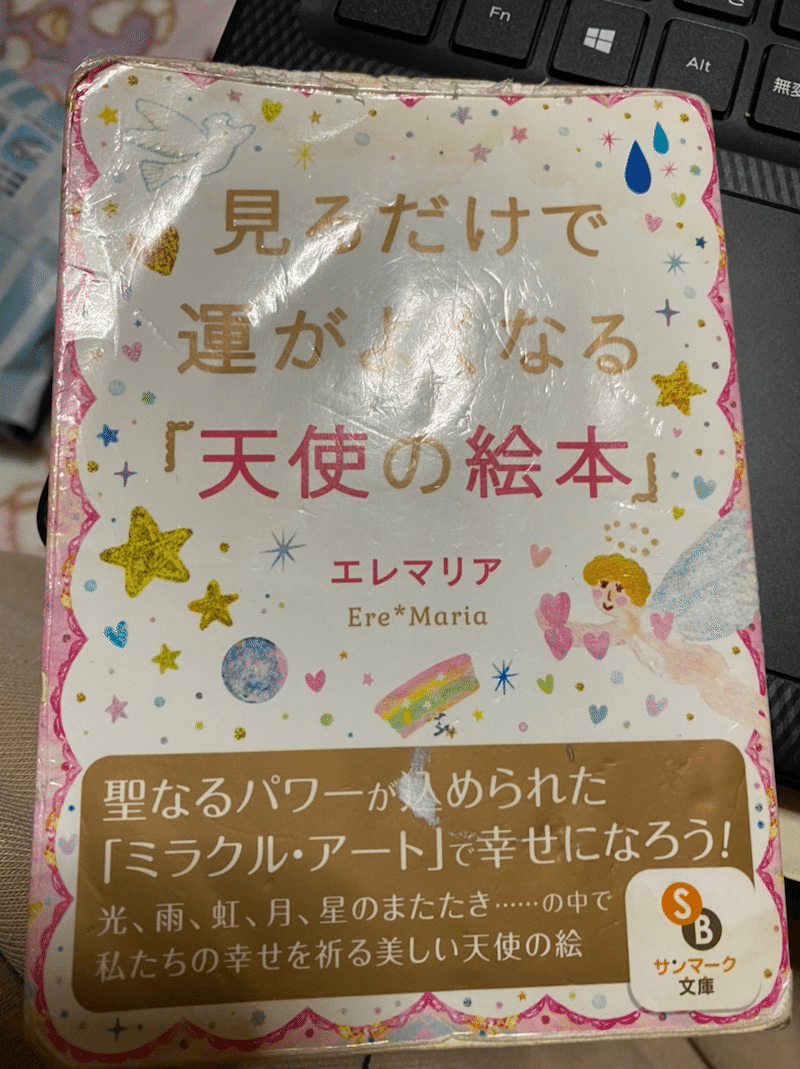 Fn
Alt
無変
見るだけで
運がよくなる
『天使の絵本』
エレマリア
Ere*Maria
聖なるパワーが込められた
「ミラクル・アート」で幸せになろう!
光、雨、虹、月、星のまたたき……の中で
私たちの幸せを祈る美しい天使の絵
SB
サンマーク
文庫